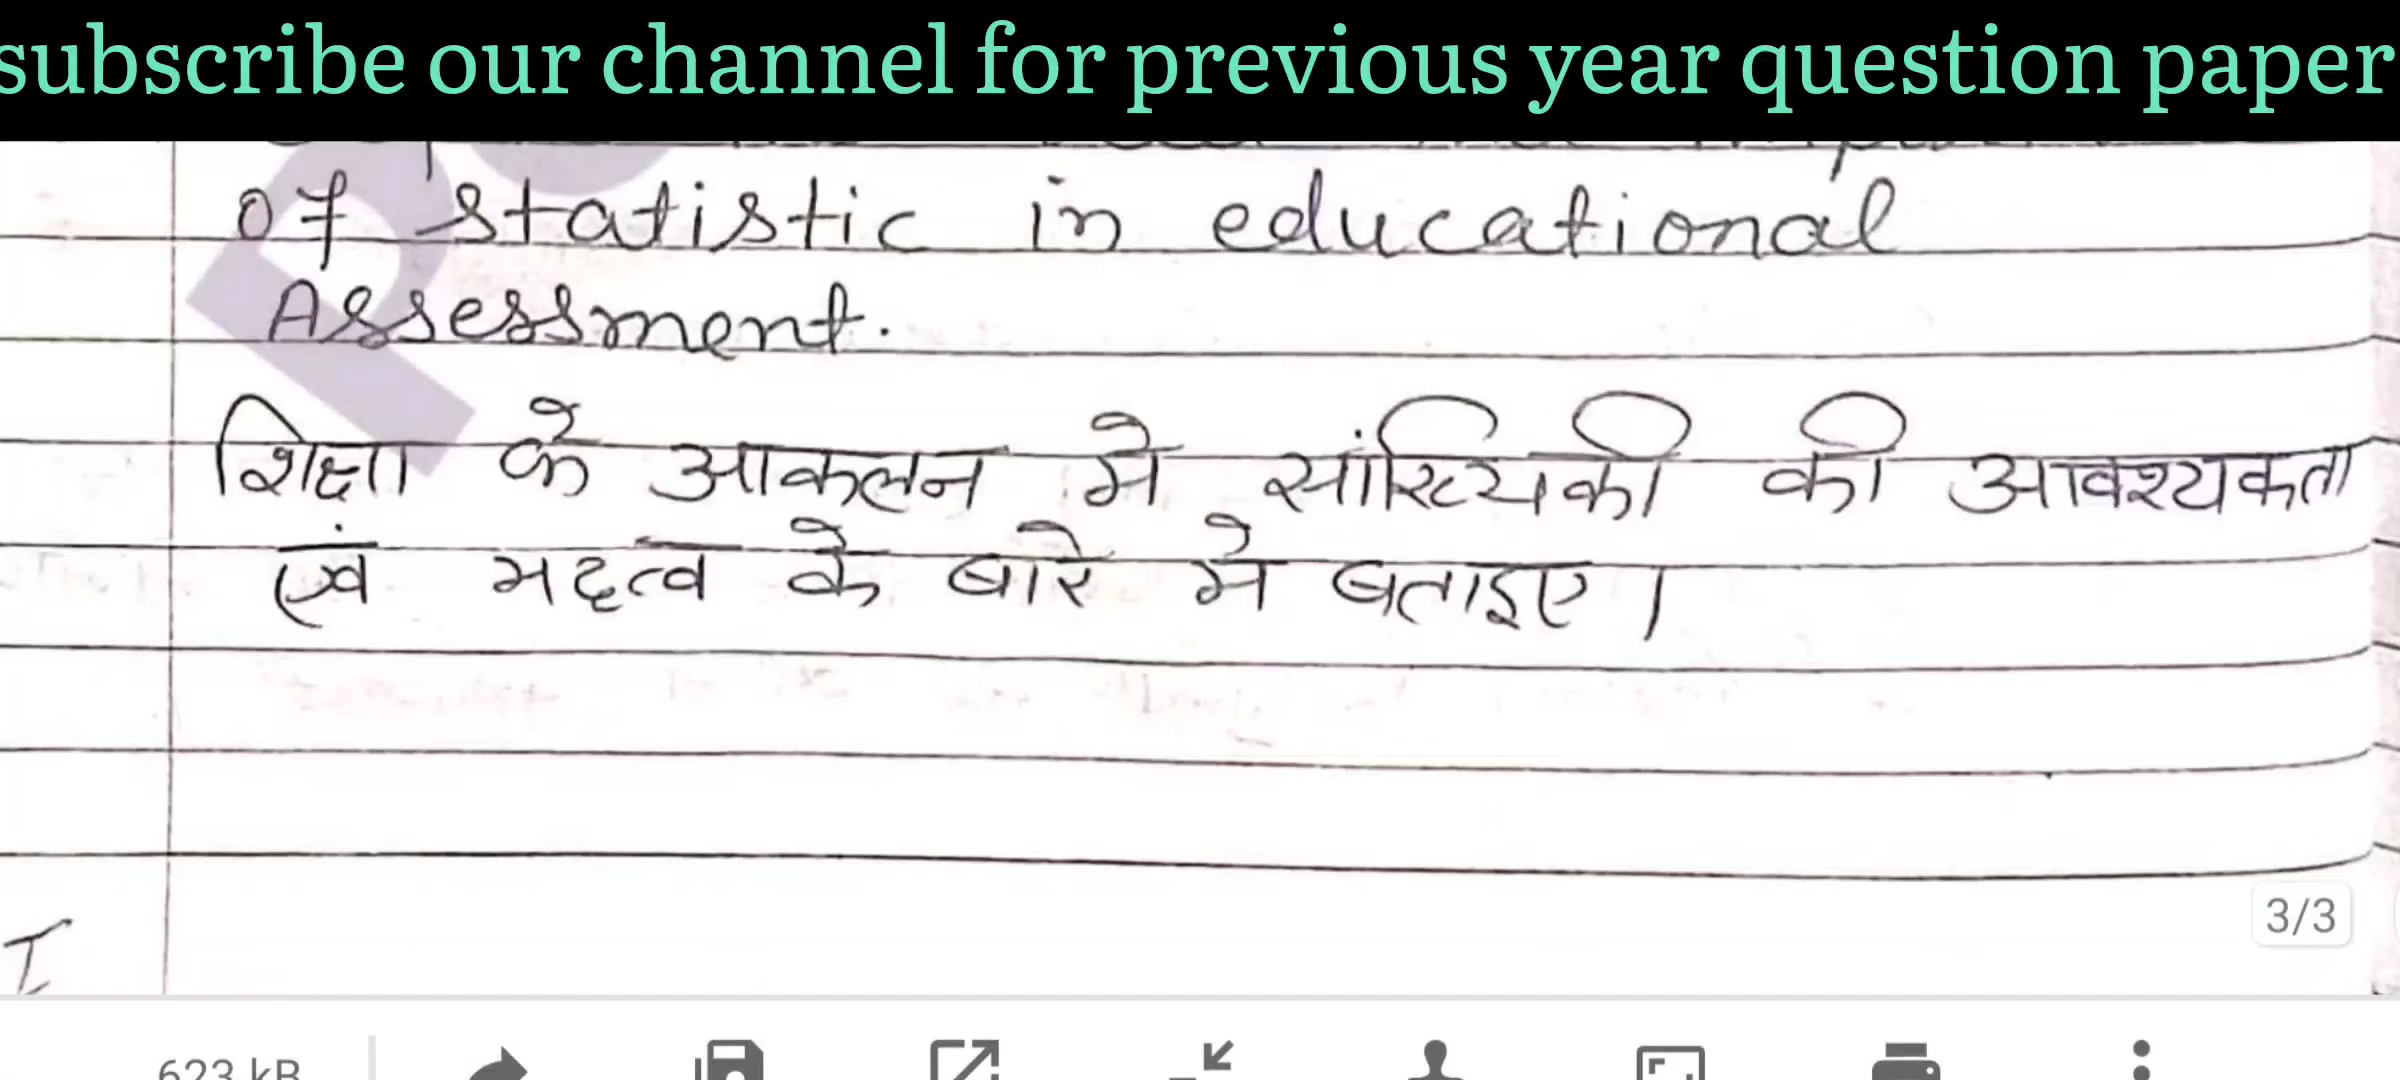 subscribe our channel for previous year question paper
of statistic in educational
Assessment.
शिक्षा के आकलन मे सांख्यिकी की आवश्यकता
एवं महत्व के बारे मे बताइए।
3/3
I
623 kB